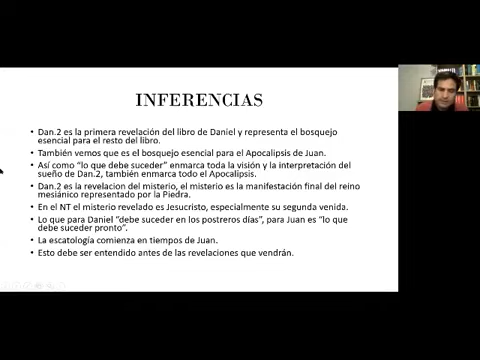 INFERENCIAS
• Dan.2 es la primera revelación del libro de Daniel y representa el bosquejo
esencial para el resto del libro.
• También vemos que es el bosquejo esencial para el Apocalipsis de Juan.
• Así como “lo que debe suceder” enmarca toda la visión y la interpretación del
sueño de Dan.2, también enmarca todo el Apocalipsis.
• Dan.2 es la revelacion del misterio, el misterio es la manifestación final del reino
mesiánico representado por la Piedra.
• En el NT el misterio revelado es Jesucristo, especialmente su segunda venida.
• Lo que para Daniel “debe suceder en los postreros días”, para Juan es “lo que
debe suceder pronto”.
• La escatología comienza en tiempos de Juan.
• Esto debe ser entendido antes de las revelaciones que vendrán.